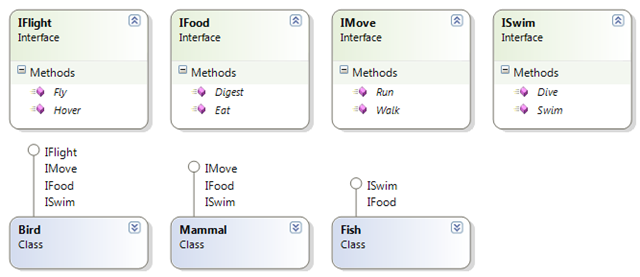 IFlight
Interface
Methods
Fly
Hover
IFood
Interface
Methods
Digest
Eat
IMove
Interface
Methods
Run
Walk
ISwim
Interface
Methods
Dive
Swim
IFlight
IMove
IFood
ISwim
Bird
Class
IMove
IFood
ISwim
Mammal
Class
ISwim
IFood
Fish
Class